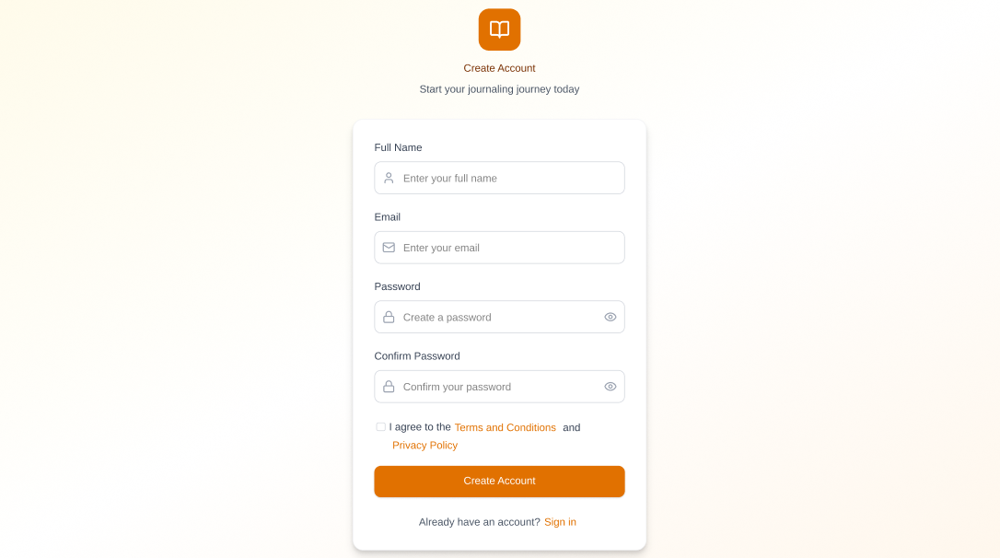 Create Account
Start your journaling journey today
Full Name
Enter your full name
Email
Enter your email
Password
Create a password
Confirm Password
Confirm your password
I agree to the Terms and Conditions and
Privacy Policy
Create Account
Already have an account? Sign in